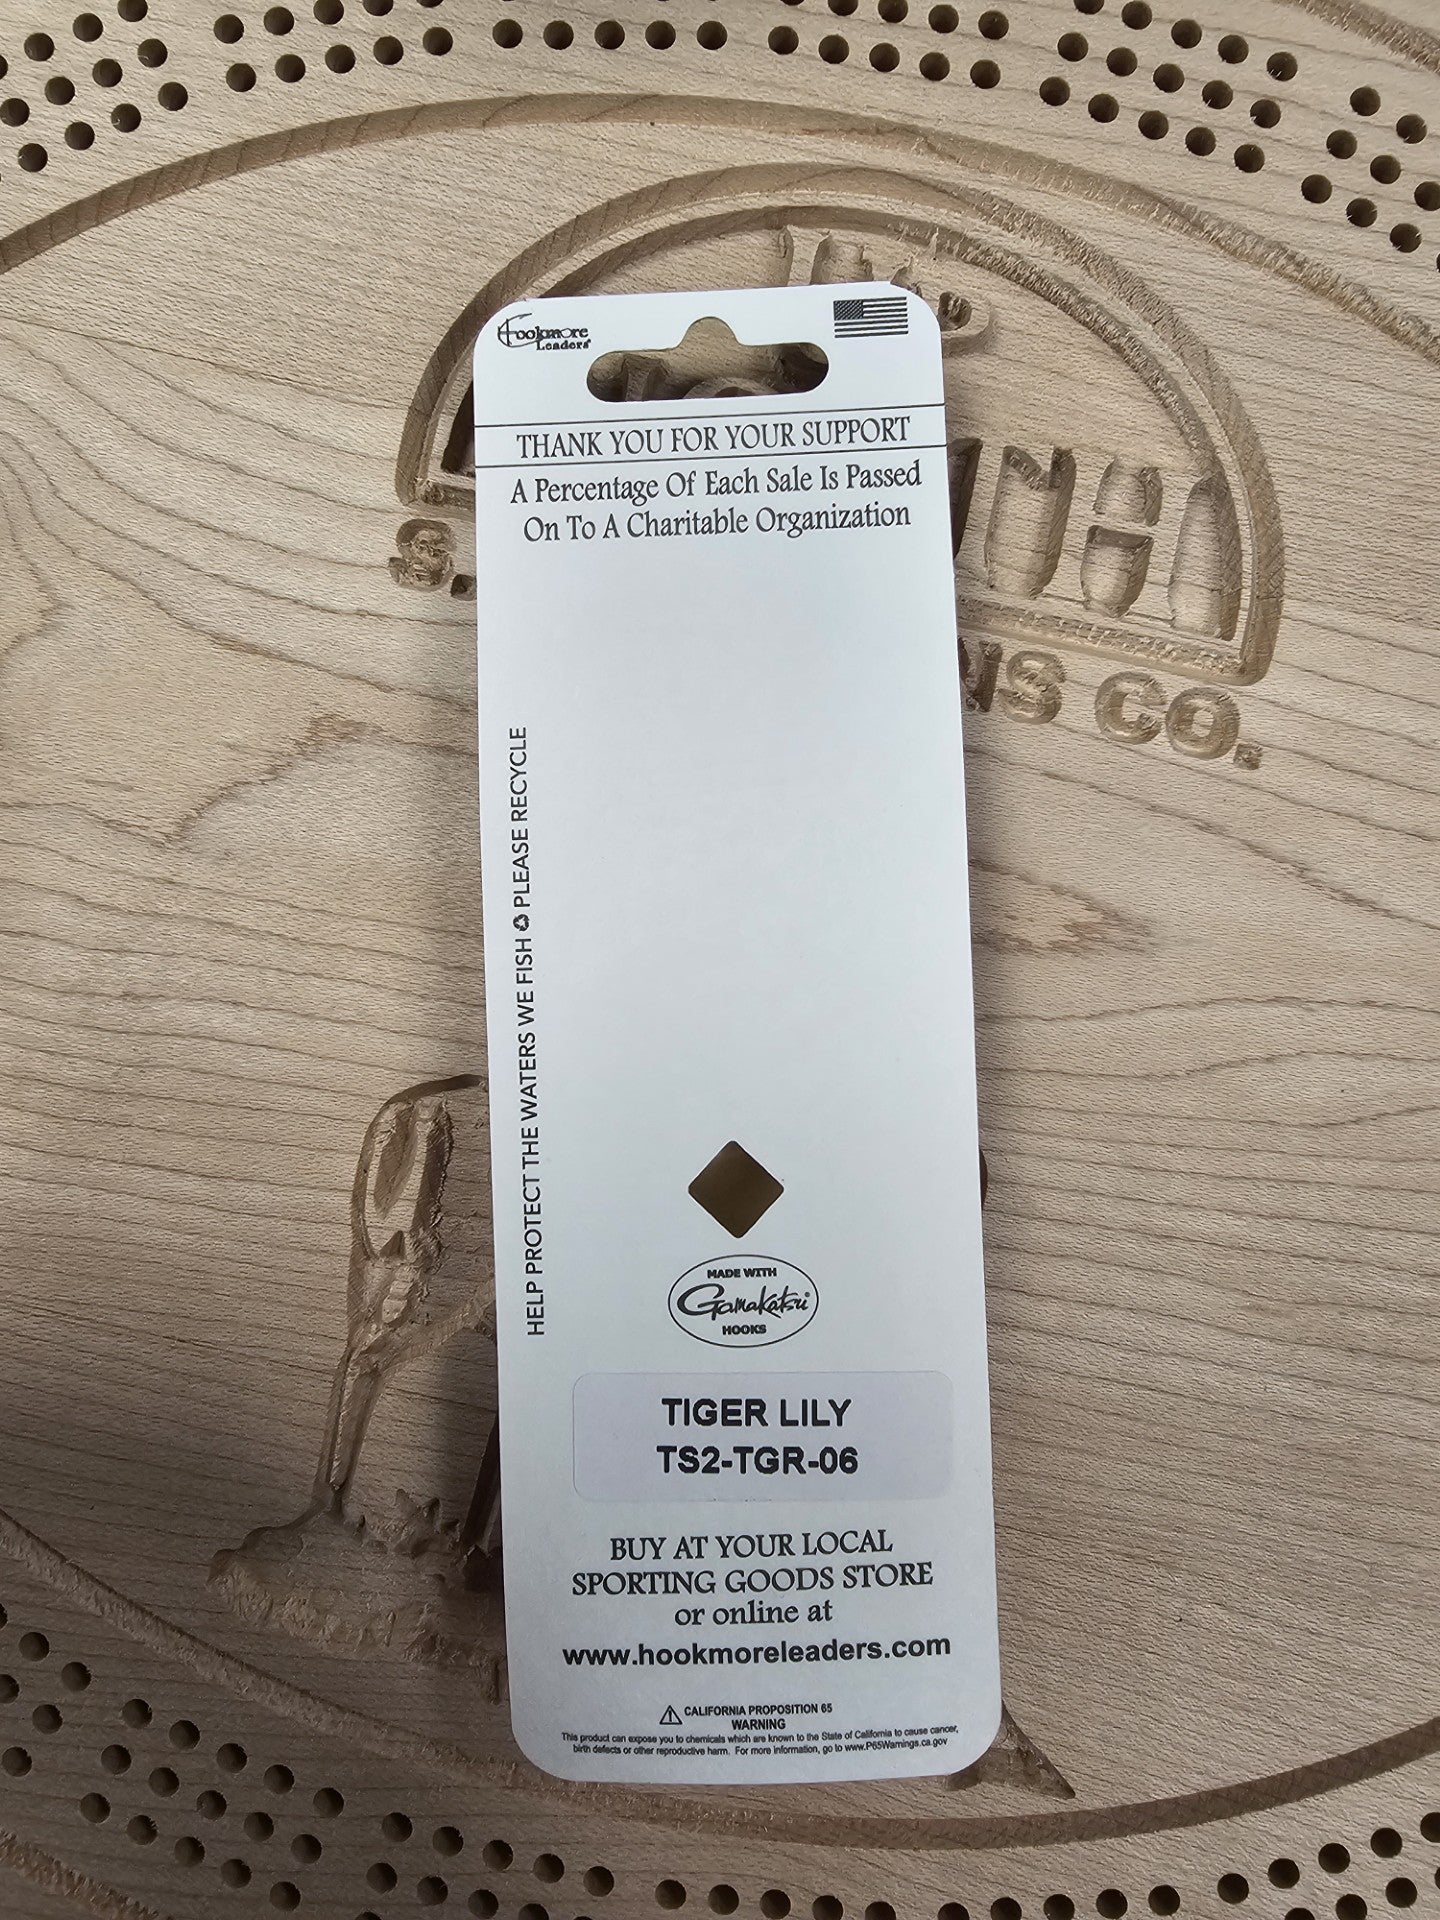 Hookmore
Leaders®
THANK YOU FOR YOUR SUPPORT
A Percentage Of Each Sale Is Passed
On To A Charitable Organization
HELP PROTECT THE WATERS WE FISH ♻ PLEASE RECYCLE
MADE WITH
Gamakatsu®
HOOKS
TIGER LILY
TS2-TGR-06
BUY AT YOUR LOCAL
SPORTING GOODS STORE
or online at
www.hookmoreleaders.com
⚠ CALIFORNIA PROPOSITION 65
WARNING
This product can expose you to chemicals which are known to the State of California to cause cancer,
birth defects or other reproductive harm. For more information, go to www.P65Warnings.ca.gov
CO.